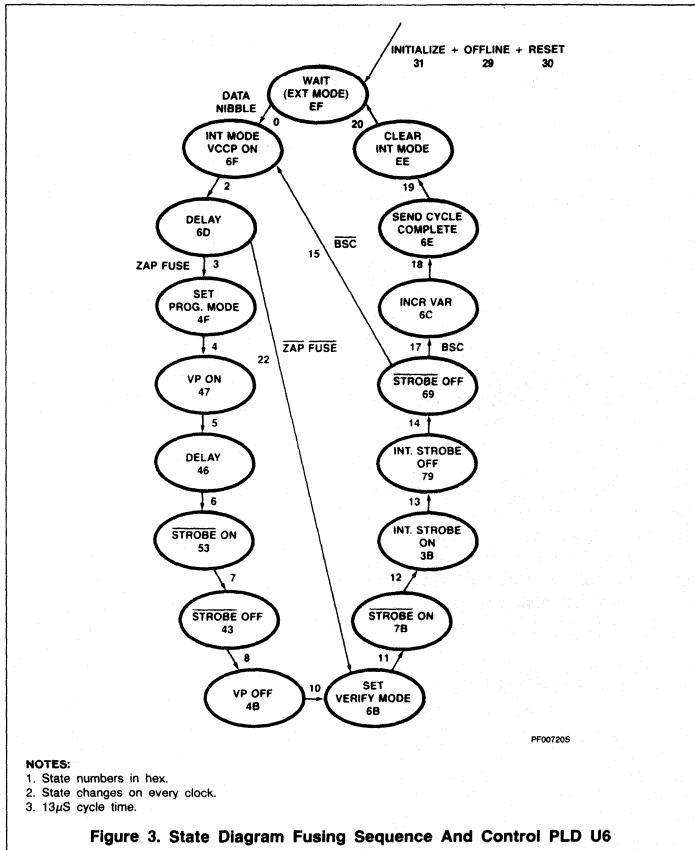 INITIALIZE + OFFLINE + RESET
31 29 30
WAIT
(EXT MODE)
EF
DATA
NIBBLE
0
20
INT MODE
VCCP ON
6F
CLEAR
INT MODE
EE
2
19
DELAY
6D
SEND CYCLE
COMPLETE
6E
15
BSC
ZAP FUSE
3
18
SET
PROG. MODE
4F
INCR VAR
6C
22
ZAP FUSE
4
17 BSC
VP ON
47
STROBE OFF
69
5
14
DELAY
46
INT. STROBE
OFF
79
6
13
STROBE ON
53
INT. STROBE
ON
3B
7
12
STROBE OFF
43
STROBE ON
7B
8
11
VP OFF
4B
10
SET
VERIFY MODE
6B
PF00720S
NOTES:
1. State numbers in hex.
2. State changes on every clock.
3. 13µS cycle time.
Figure 3. State Diagram Fusing Sequence And Control PLD U6